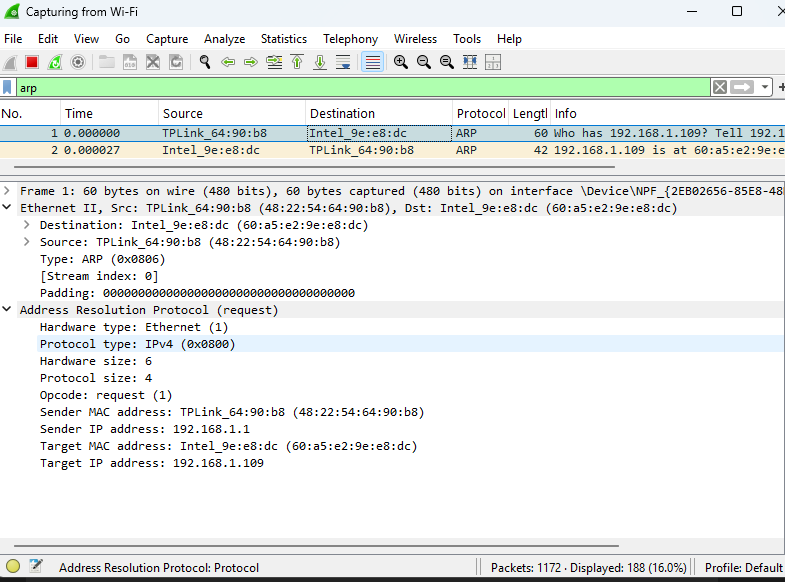 Capturing from Wi-Fi
File Edit View Go Capture Analyze Statistics Telephony Wireless Tools Help
arp
No. Time Source Destination Protocol Lengtl Info
1 0.000000 TPLink_64:90:b8 Intel_9e:e8:dc ARP 60 Who has 192.168.1.109? Tell 192.1
2 0.000027 Intel_9e:e8:dc TPLink_64:90:b8 ARP 42 192.168.1.109 is at 60:a5:e2:9e:e
Frame 1: 60 bytes on wire (480 bits), 60 bytes captured (480 bits) on interface \Device\NPF_{2EB02656-85E8-48
Ethernet II, Src: TPLink_64:90:b8 (48:22:54:64:90:b8), Dst: Intel_9e:e8:dc (60:a5:e2:9e:e8:dc)
Destination: Intel_9e:e8:dc (60:a5:e2:9e:e8:dc)
Source: TPLink_64:90:b8 (48:22:54:64:90:b8)
Type: ARP (0x0806)
[Stream index: 0]
Padding: 000000000000000000000000000000000000
Address Resolution Protocol (request)
Hardware type: Ethernet (1)
Protocol type: IPv4 (0x0800)
Hardware size: 6
Protocol size: 4
Opcode: request (1)
Sender MAC address: TPLink_64:90:b8 (48:22:54:64:90:b8)
Sender IP address: 192.168.1.1
Target MAC address: Intel_9e:e8:dc (60:a5:e2:9e:e8:dc)
Target IP address: 192.168.1.109
Address Resolution Protocol: Protocol
Packets: 1172 · Displayed: 188 (16.0%)
Profile: Default